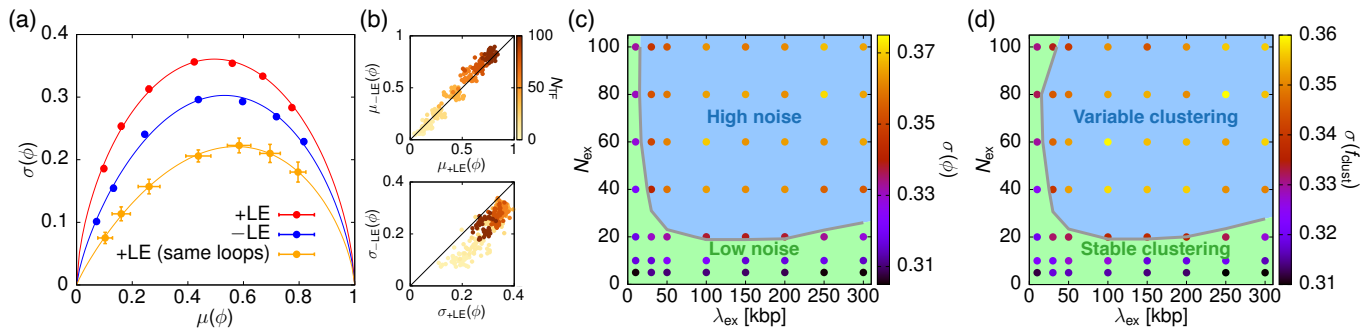 (a)
0.4
0.3
0.2
0.1
0
σ(ϕ)
+LE
−LE
+LE (same loops)
0 0.2 0.4 0.6 0.8 1
μ(ϕ)
(b)
1
0.5
0
μ−LE(ϕ)
0 0.5 1
μ+LE(ϕ)
100
50
0
NTF
0.4
0.2
0
σ−LE(ϕ)
0 0.2 0.4
σ+LE(ϕ)
(c)
100
80
60
40
20
0
Nex
High noise
Low noise
0 50 100 150 200 250 300
λex [kbp]
0.37
0.35
0.33
0.31
σ(ϕ)
(d)
100
80
60
40
20
0
Nex
Variable clustering
Stable clustering
0 50 100 150 200 250 300
λex [kbp]
0.36
0.35
0.34
0.33
0.32
0.31
σ(fclust)